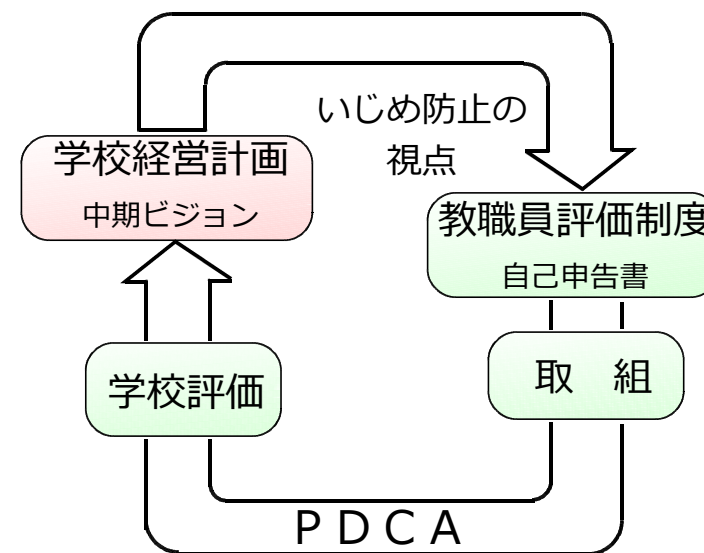 いじめ防止の
視点
学校経営計画
中期ビジョン
教職員評価制度
自己申告書
取　組
学校評価
ＰＤＣＡ